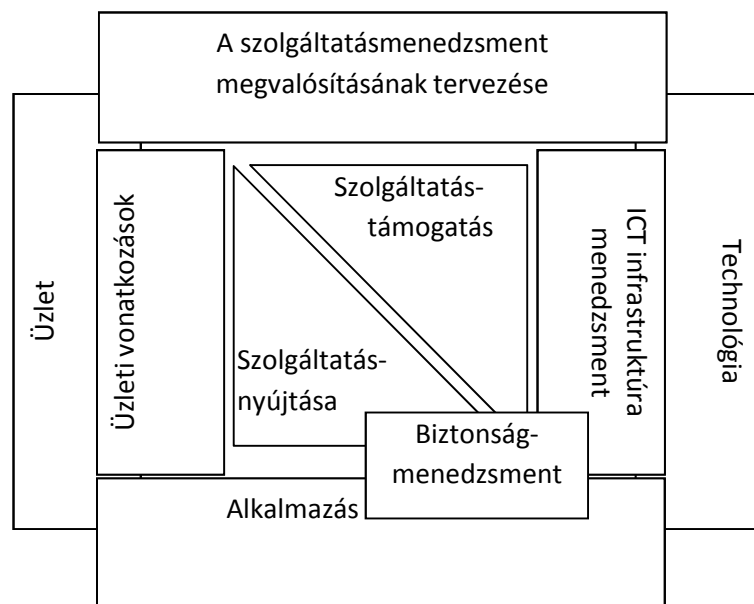 A szolgáltatásmenedzsment
megvalósításának tervezése
Üzlet
Üzleti vonatkozások
Szolgáltatás-
támogatás
Szolgáltatás-
nyújtása
ICT infrastruktúra
menedzsment
Technológia
Biztonság-
menedzsment
Alkalmazás